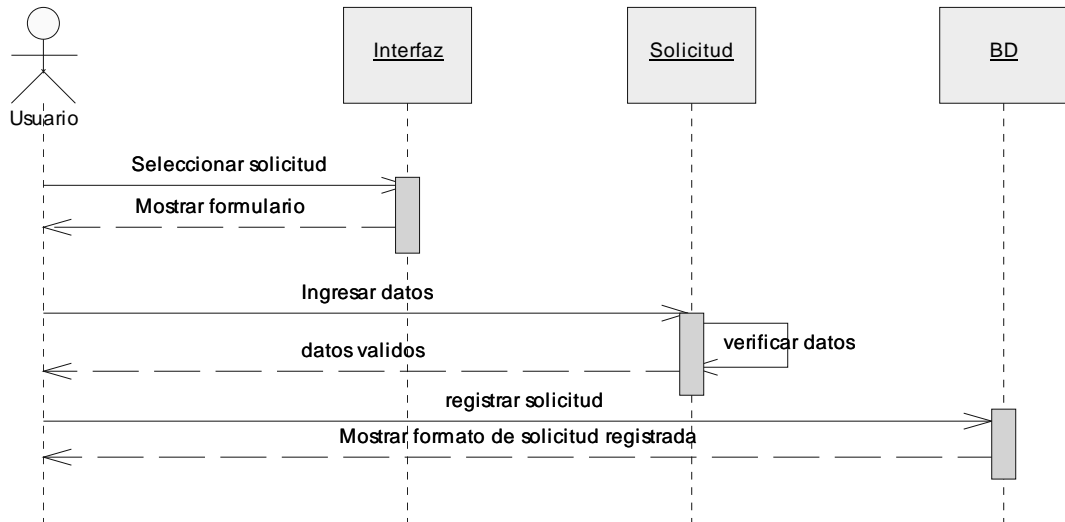 Interfaz
Solicitud
BD
Usuario
Seleccionar solicitud
Mostrar formulario
Ingresar datos
verificar datos
datos validos
registrar solicitud
Mostrar formato de solicitud registrada